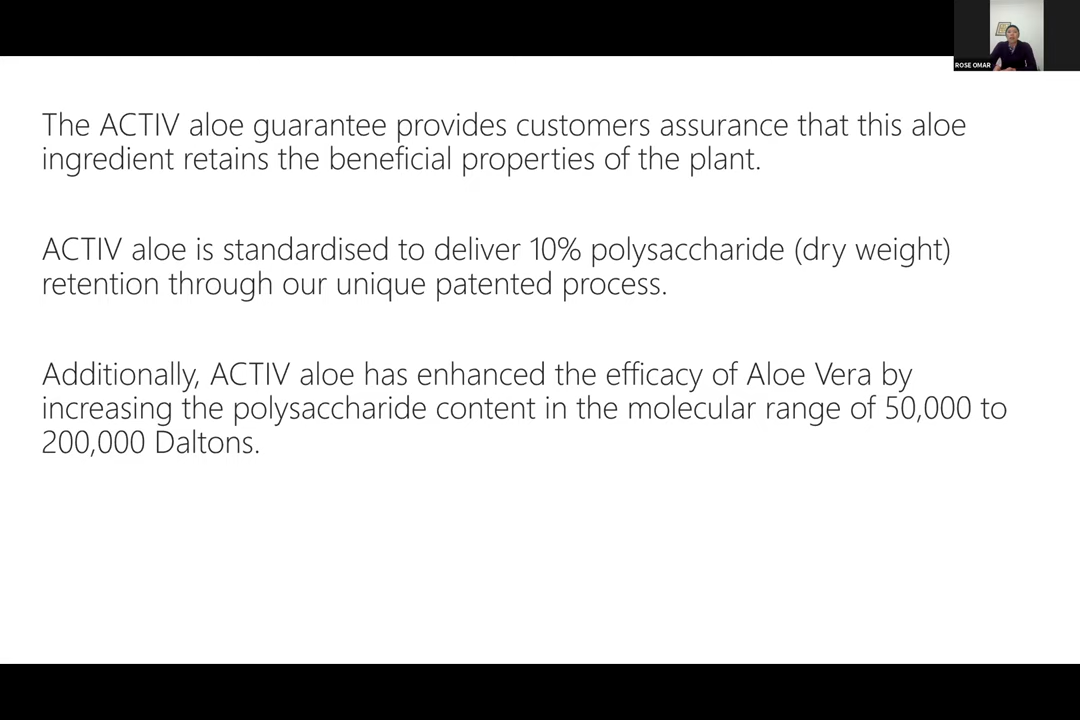 ROSE OMAR
The ACTIV aloe guarantee provides customers assurance that this aloe
ingredient retains the beneficial properties of the plant.
ACTIV aloe is standardised to deliver 10% polysaccharide (dry weight)
retention through our unique patented process.
Additionally, ACTIV aloe has enhanced the efficacy of Aloe Vera by
increasing the polysaccharide content in the molecular range of 50,000 to
200,000 Daltons.